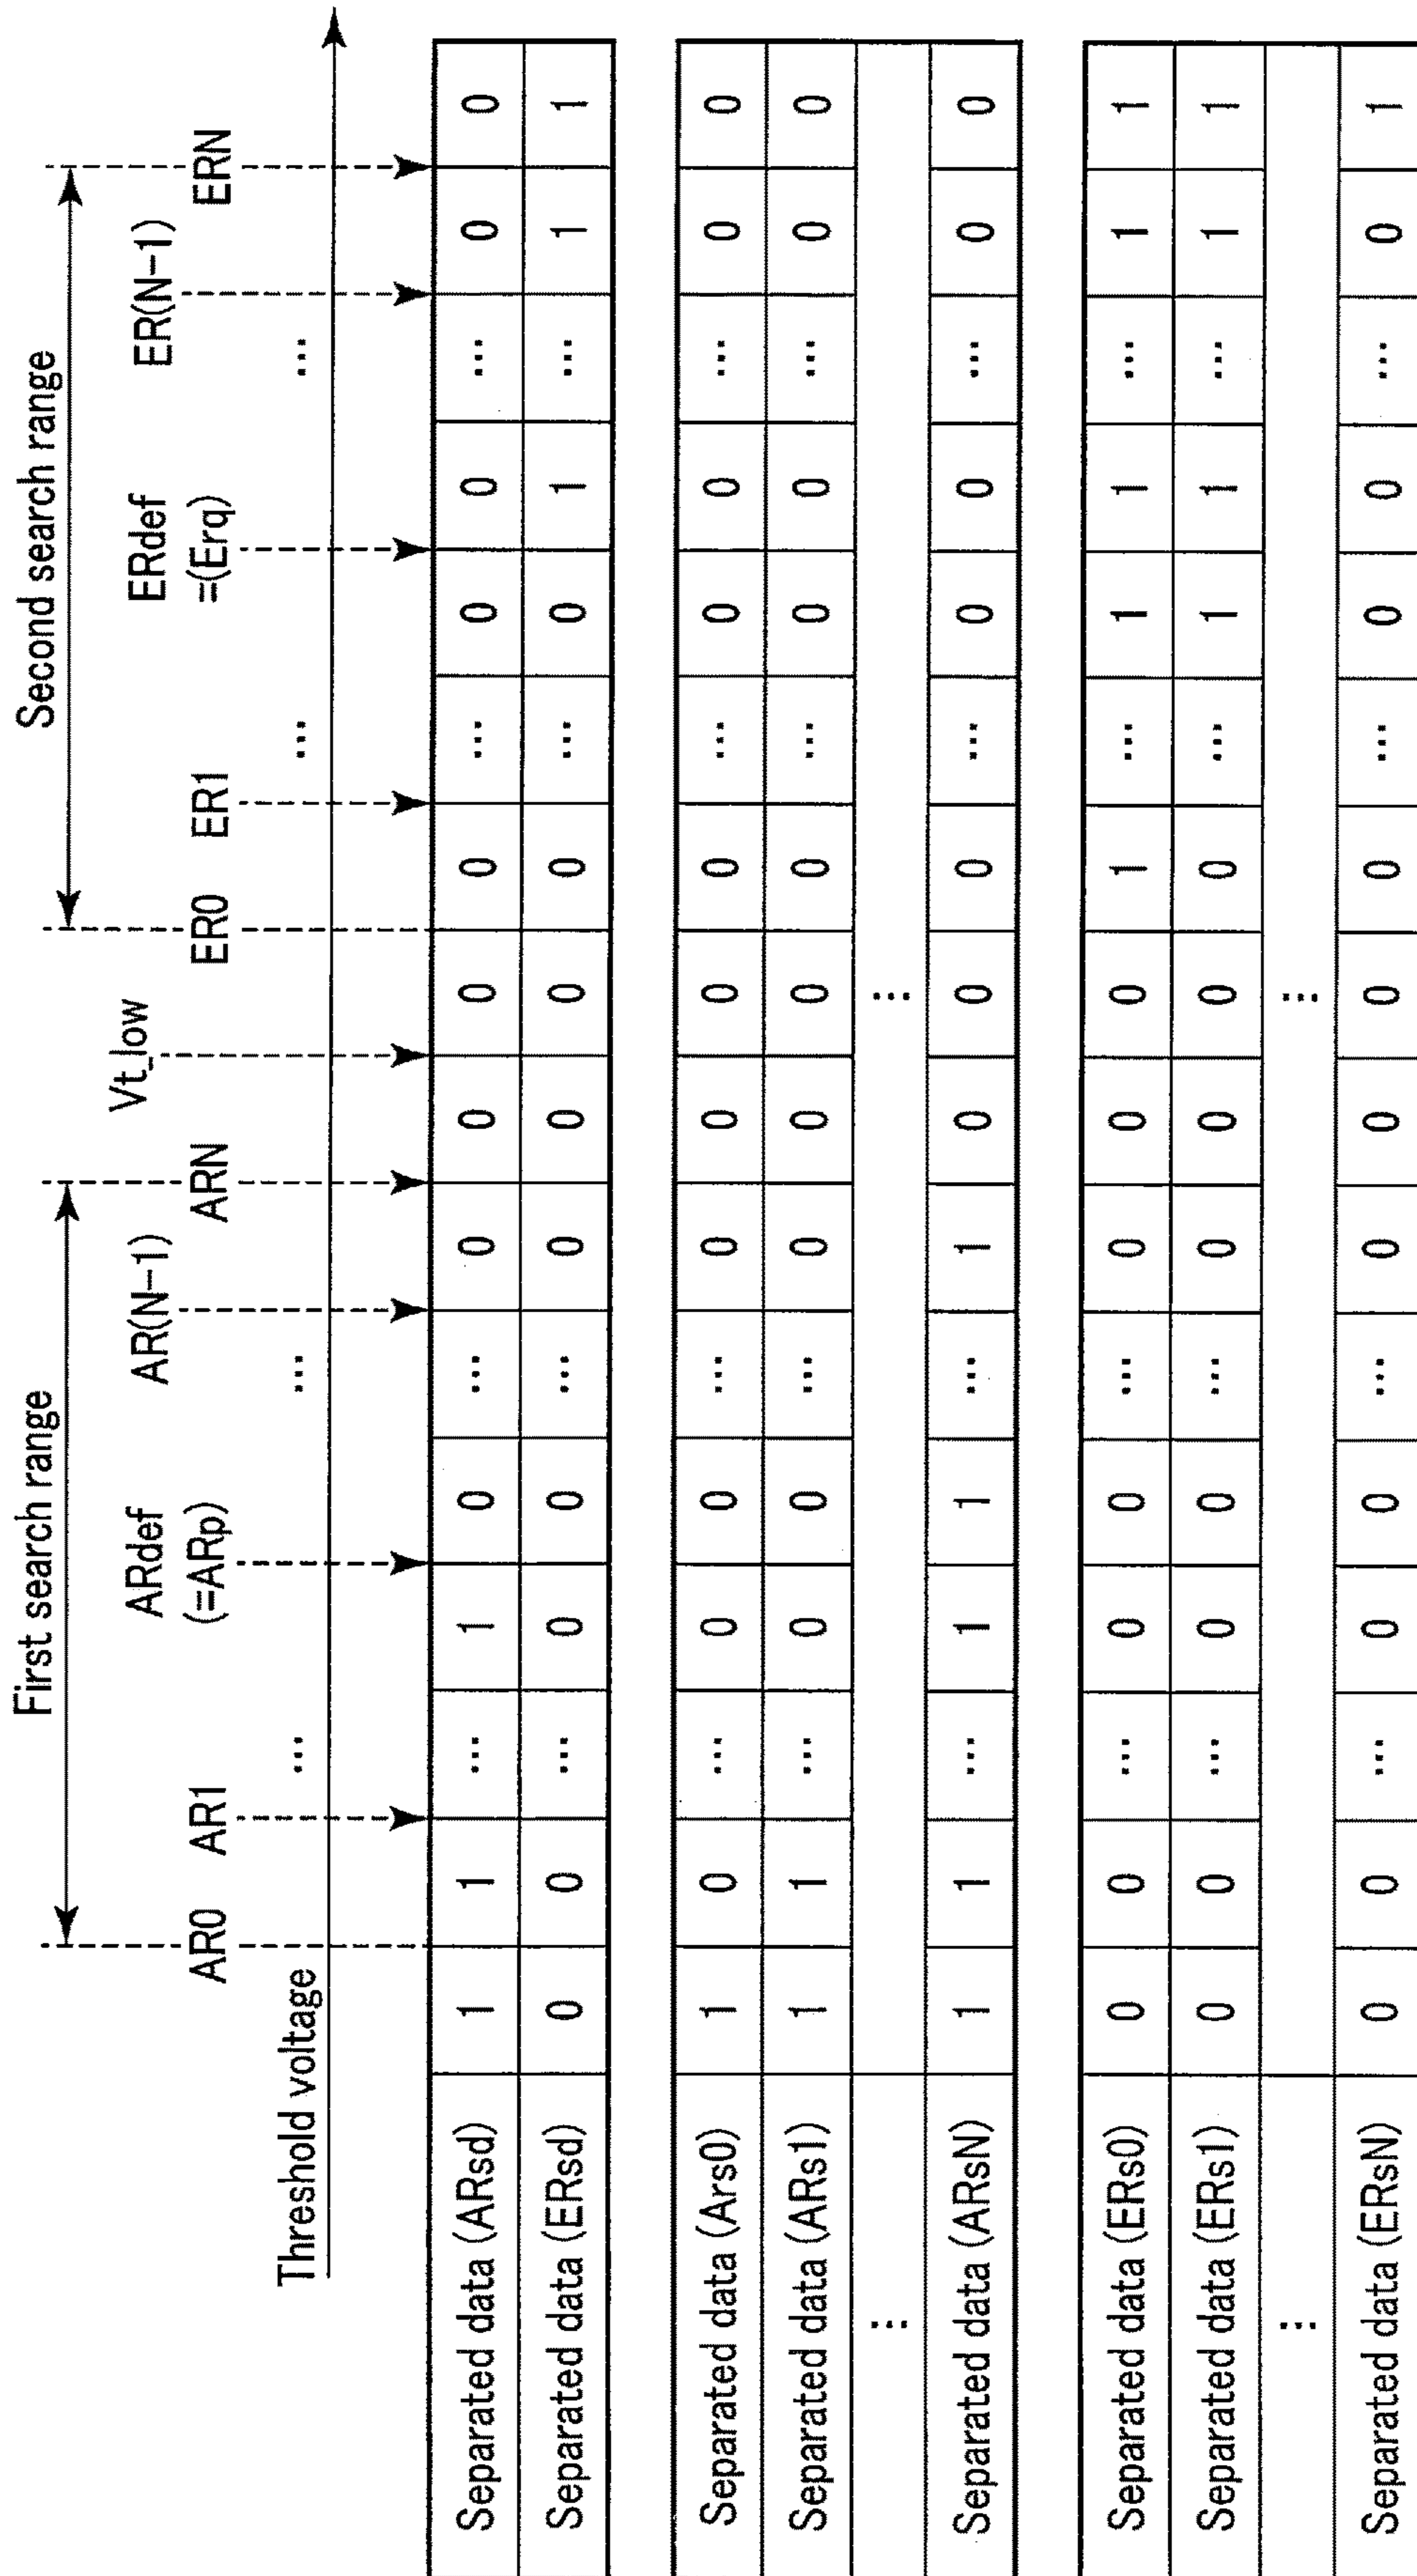 First search range Second search range
Vt_low
ARdef AR(N-1) ERdef ER(N-1)
AR0 AR1 (=ARp) ARN ER0 ER1 =(Erq) ERN
Threshold voltage ... ... ... ...
Separated data (ARsd) 1 1 ... 1 0 ... 0 0 0 0 ... 0 0 ... 0 0
Separated data (ERsd) 0 0 ... 0 0 ... 0 0 0 0 ... 0 1 ... 1 1
Separated data (Ars0) 1 0 ... 0 0 ... 0 0 0 0 ... 0 0 ... 0 0
Separated data (ARs1) 1 1 ... 0 0 ... 0 0 0 0 ... 0 0 ... 0 0
... ...
Separated data (ARsN) 1 1 ... 1 1 ... 1 0 0 0 ... 0 0 ... 0 0
Separated data (ERs0) 0 0 ... 0 0 ... 0 0 0 1 ... 1 1 ... 1 1
Separated data (ERs1) 0 0 ... 0 0 ... 0 0 0 0 ... 1 1 ... 1 1
... ...
Separated data (ERsN) 0 0 ... 0 0 ... 0 0 0 0 ... 0 0 ... 0 1